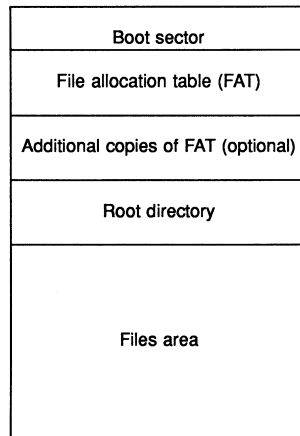 Boot sector
File allocation table (FAT)
Additional copies of FAT (optional)
Root directory
Files area